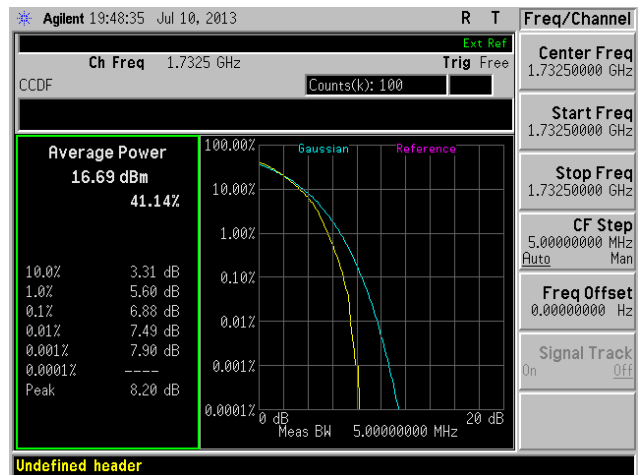 Agilent 19:48:35 Jul 10, 2013 R T
Freq/Channel
Ext Ref
Ch Freq 1.7325 GHz Trig Free
CCDF Counts(k): 100
Center Freq
1.73250000 GHz
Start Freq
1.73250000 GHz
Stop Freq
1.73250000 GHz
CF Step
5.00000000 MHz
Auto Man
Freq Offset
0.00000000 Hz
Signal Track
On Off
Average Power
16.69 dBm
41.14%
10.0% 3.31 dB
1.0% 5.60 dB
0.1% 6.88 dB
0.01% 7.49 dB
0.001% 7.90 dB
0.0001% ----
Peak 8.20 dB
Gaussian Reference
100.00%
10.00%
1.00%
0.10%
0.01%
0.001%
0.0001%
0 dB 20 dB
Meas BW 5.00000000 MHz
Undefined header